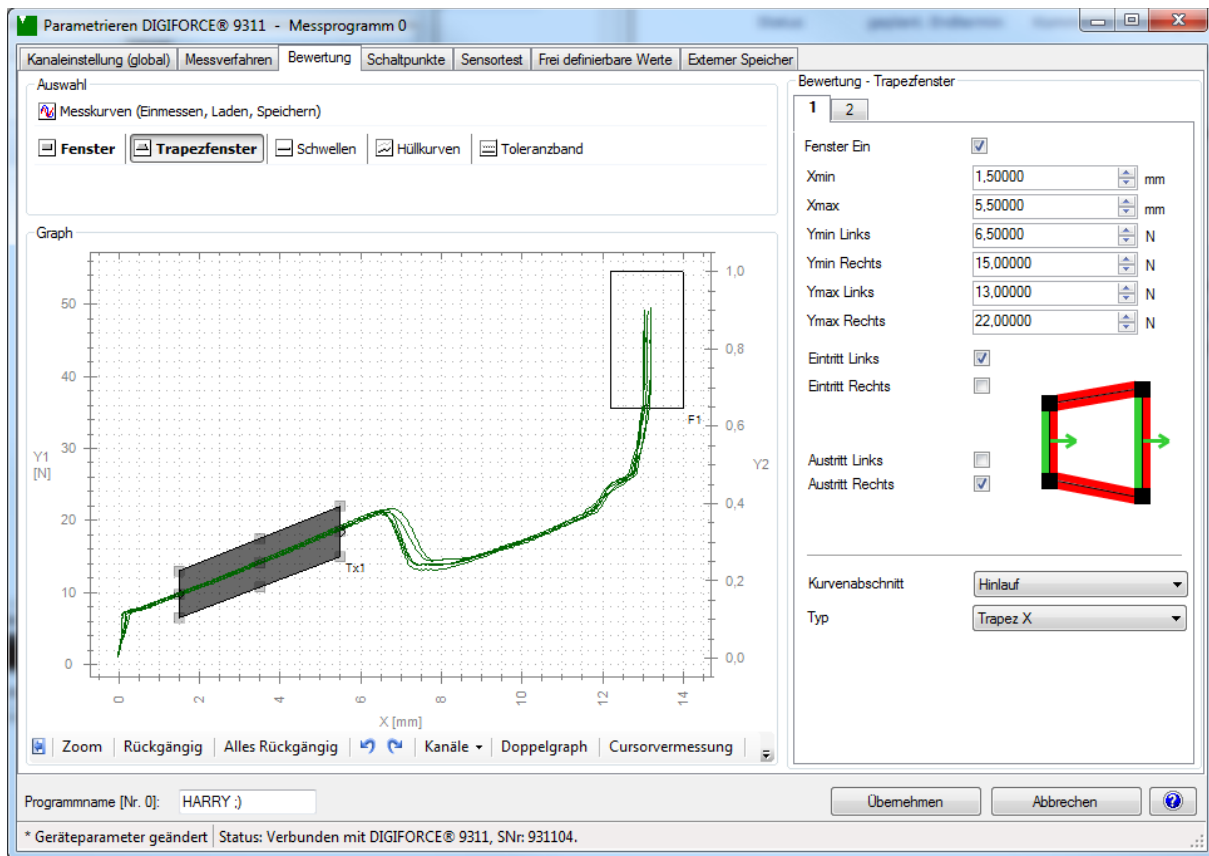 Parametrieren DIGIFORCE® 9311 - Messprogramm 0
Kanaleinstellung (global) Messverfahren Bewertung Schaltpunkte Sensortest Frei definierbare Werte Externer Speicher
Auswahl
Messkurven (Einmessen, Laden, Speichern)
Fenster Trapezfenster Schwellen Hüllkurven Toleranzband
Graph
50
40
30
20
10
0
Y1
[N]
1,0
0,8
0,6
0,4
0,2
0,0
Y2
F1
Tx1
0 2 4 6 8 10 12 14
X [mm]
Zoom Rückgängig Alles Rückgängig Kanäle Doppelgraph Cursorvermessung
Bewertung - Trapezfenster
1 2
Fenster Ein
Xmin 1,50000 mm
Xmax 5,50000 mm
Ymin Links 6,50000 N
Ymin Rechts 15,00000 N
Ymax Links 13,00000 N
Ymax Rechts 22,00000 N
Eintritt Links
Eintritt Rechts
Austritt Links
Austritt Rechts
Kurvenabschnitt Hinlauf
Typ Trapez X
Programmname [Nr. 0]: HARRY ;)
Übernehmen Abbrechen ?
* Geräteparameter geändert Status: Verbunden mit DIGIFORCE® 9311, SNr: 931104.